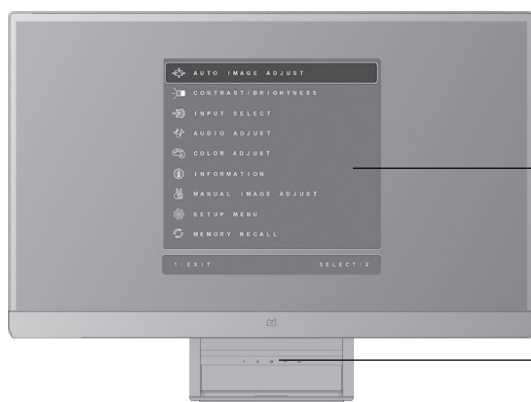 AUTO IMAGE ADJUST
CONTRAST/BRIGHTNESS
INPUT SELECT
AUDIO ADJUST
COLOR ADJUST
INFORMATION
MANUAL IMAGE ADJUST
SETUP MENU
MEMORY RECALL
1:EXIT SELECT:2